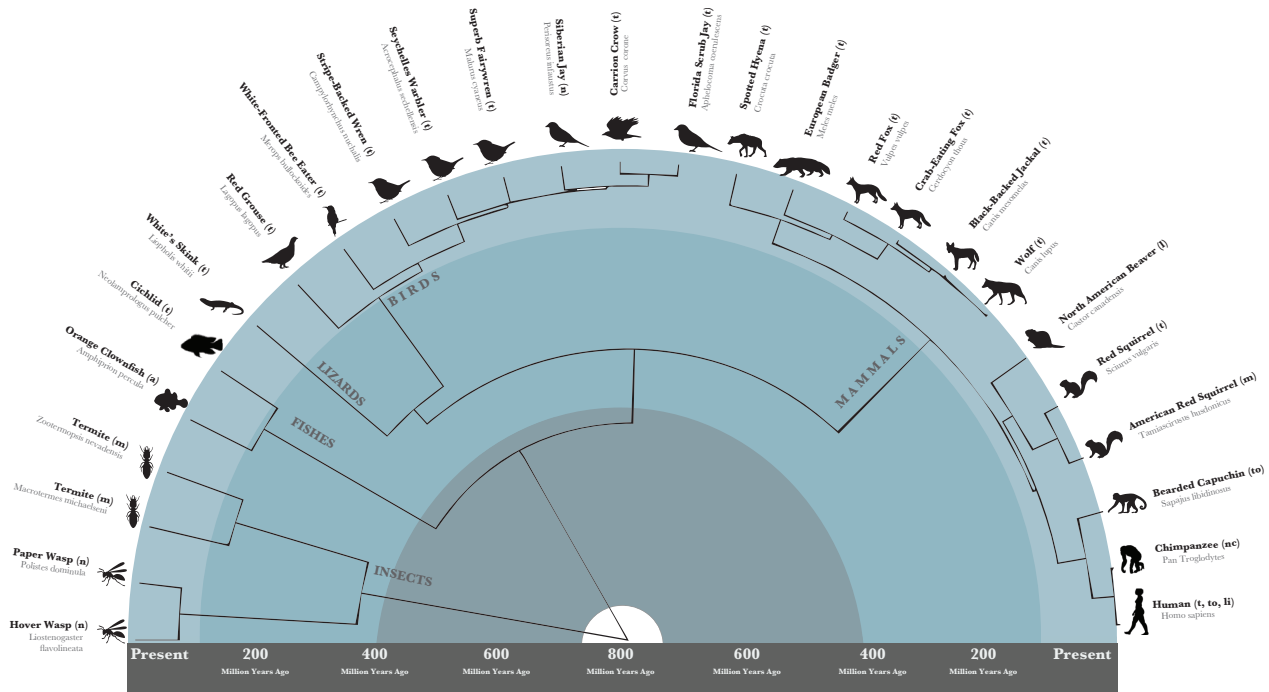 Hover Wasp (n)
Liostenogaster
flavolineata
Paper Wasp (n)
Polistes dominula
Termite (m)
Macrotermes michaelseni
Termite (m)
Zootermopsis nevadensis
Orange Clownfish (a)
Amphiprion percula
Cichlid (t)
Neolamprologus pulcher
White's Skink (t)
Liopholis whitii
Red Grouse (t)
Lagopus lagopus
White-Fronted Bee Eater (t)
Merops bullockoides
Stripe-Backed Wren (t)
Campylorhynchus nuchalis
Seychelles Warbler (t)
Acrocephalus sechellensis
Superb Fairywren (t)
Malurus cyaneus
Siberian Jay (n)
Perisoreus infaustus
Carrion Crow (t)
Corvus corone
Florida Scrub Jay (t)
Aphelocoma coerulescens
Spotted Hyena (t)
Crocuta crocuta
European Badger (t)
Meles meles
Red Fox (t)
Vulpes vulpes
Crab-Eating Fox (t)
Cerdocyon thous
Black-Backed Jackal (t)
Canis mesomelas
Wolf (t)
Canis lupus
North American Beaver (t)
Castor canadensis
Red Squirrel (t)
Sciurus vulgaris
American Red Squirrel (m)
Tamiasciurus husdonicus
Bearded Capuchin (to)
Sapajus libidinosus
Chimpanzee (nc)
Pan Troglodytes
Human (t, to, li)
Homo sapiens
BIRDS
LIZARDS
FISHES
INSECTS
MAMMALS
Present 200 400 600 800 600 400 200 Present
Million Years Ago Million Years Ago Million Years Ago Million Years Ago Million Years Ago Million Years Ago Million Years Ago